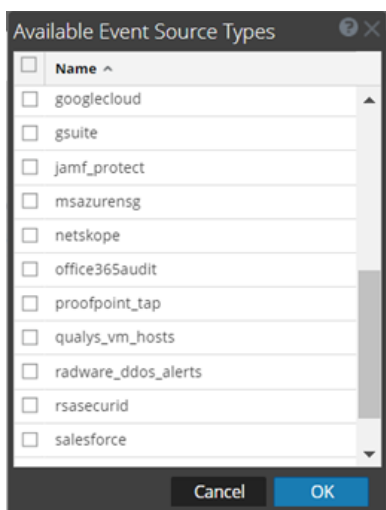 Available Event Source Types
Name
googlecloud
gsuite
jamf_protect
msazurensg
netskope
office365audit
proofpoint_tap
qualys_vm_hosts
radware_ddos_alerts
rsasecurid
salesforce
Cancel OK